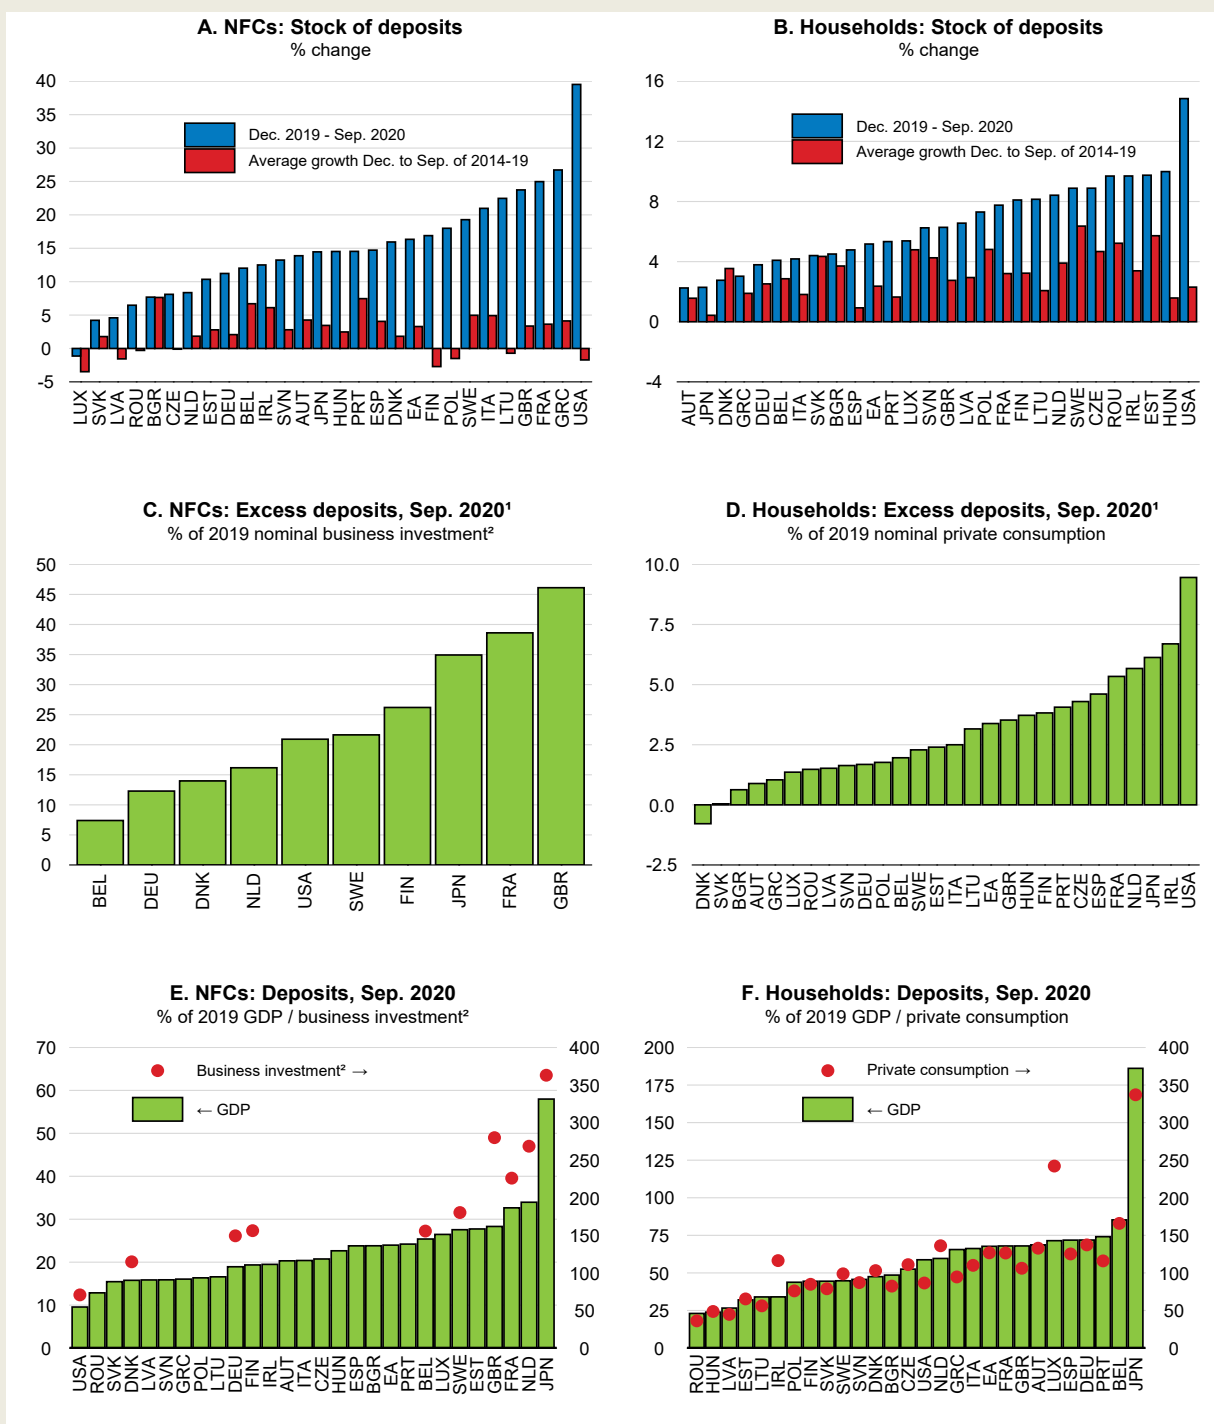 A. NFCs: Stock of deposits
% change
40
35
30
25
20
15
10
5
0
-5
Dec. 2019 - Sep. 2020
Average growth Dec. to Sep. of 2014-19
LUX SVK LVA ROU BGR CZE NLD EST DEU BEL IRL SVN AUT JPN HUN PRT ESP DNK EA FIN POL SWE ITA LTU GBR FRA GRC USA
B. Households: Stock of deposits
% change
16
12
8
4
0
-4
Dec. 2019 - Sep. 2020
Average growth Dec. to Sep. of 2014-19
AUT JPN DNK GRC DEU BEL ITA SVK BGR ESP EA PRT LUX SVN GBR LVA POL FRA FIN LTU NLD SWE CZE ROU IRL EST HUN USA
C. NFCs: Excess deposits, Sep. 2020¹
% of 2019 nominal business investment²
50
45
40
35
30
25
20
15
10
5
0
BEL DEU DNK NLD USA SWE FIN JPN FRA GBR
D. Households: Excess deposits, Sep. 2020¹
% of 2019 nominal private consumption
10.0
7.5
5.0
2.5
0.0
-2.5
DNK SVK BGR AUT GRC LUX ROU LVA SVN DEU POL BEL SWE EST ITA LTU EA GBR HUN FIN PRT CZE ESP FRA NLD JPN IRL USA
E. NFCs: Deposits, Sep. 2020
% of 2019 GDP / business investment²
70
60
50
40
30
20
10
0
Business investment² →
← GDP
400
350
300
250
200
150
100
50
0
USA ROU SVK DNK LVA SVN GRC POL LTU DEU FIN IRL AUT ITA CZE HUN ESP BGR EA PRT BEL LUX SWE EST GBR FRA NLD JPN
F. Households: Deposits, Sep. 2020
% of 2019 GDP / private consumption
200
175
150
125
100
75
50
25
0
Private consumption →
← GDP
400
350
300
250
200
150
100
50
0
ROU HUN LVA EST LTU IRL POL FIN SVK SWE SVN DNK BGR CZE USA NLD GRC ITA EA FRA GBR AUT LUX ESP DEU PRT BEL JPN